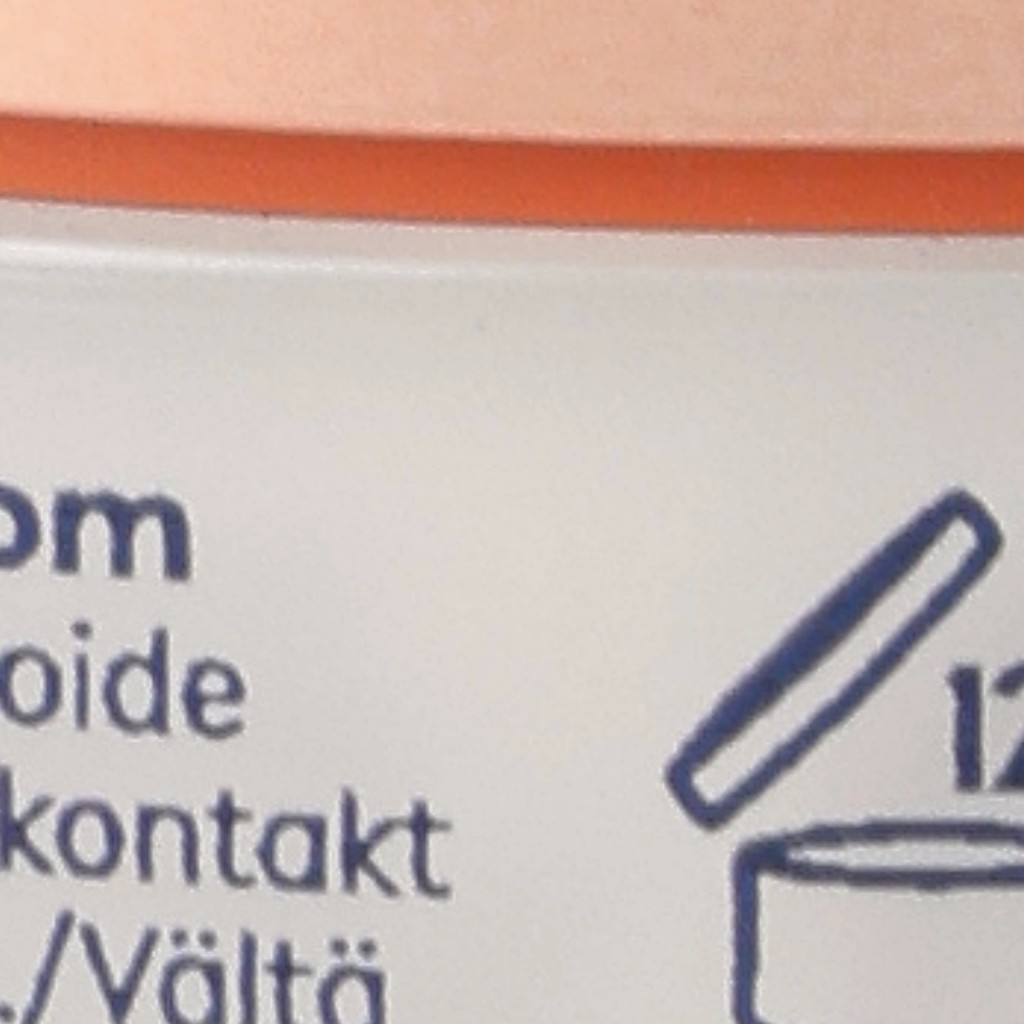 om
oide
kontakt
./Vältä
12